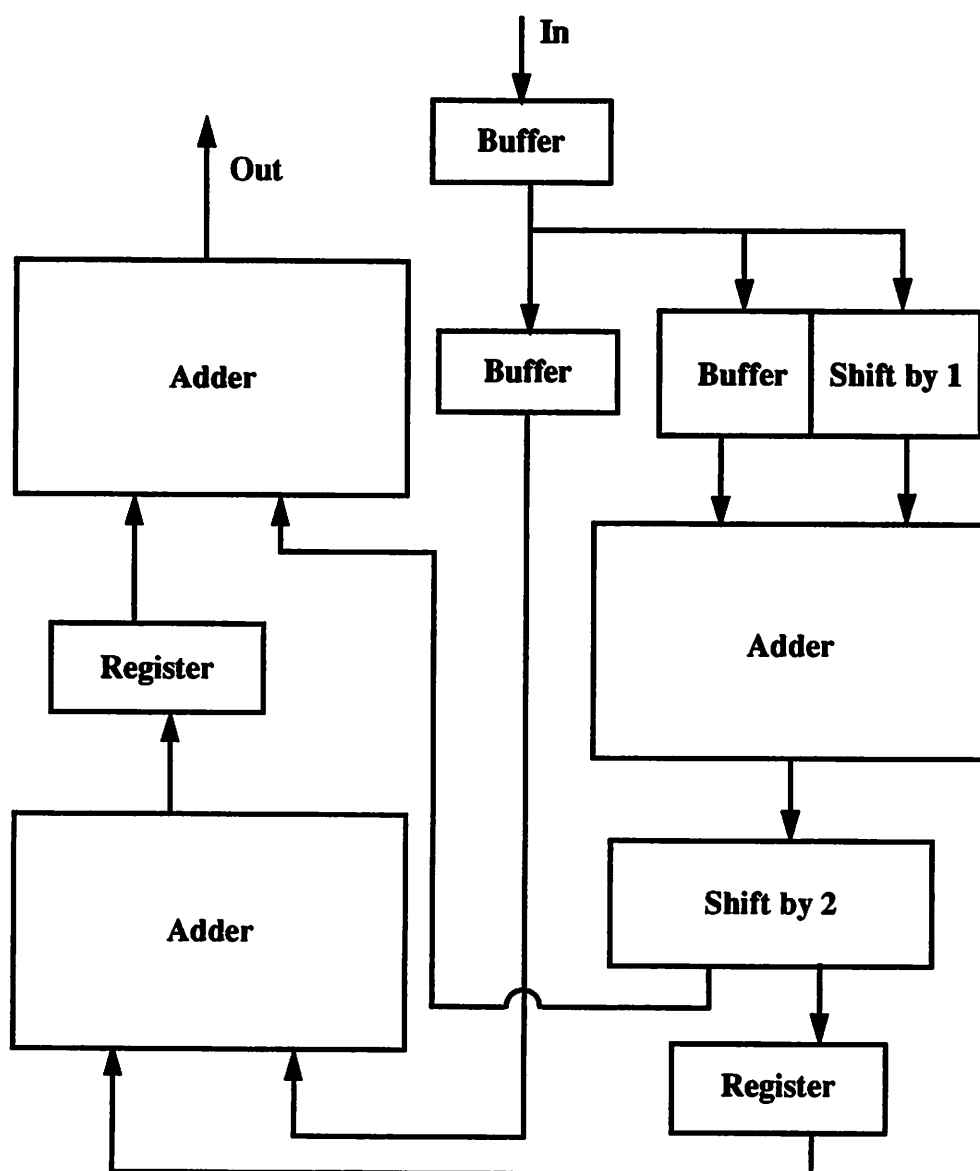 In
Buffer
Out
Adder
Buffer
Buffer
Shift by 1
Register
Adder
Adder
Shift by 2
Register